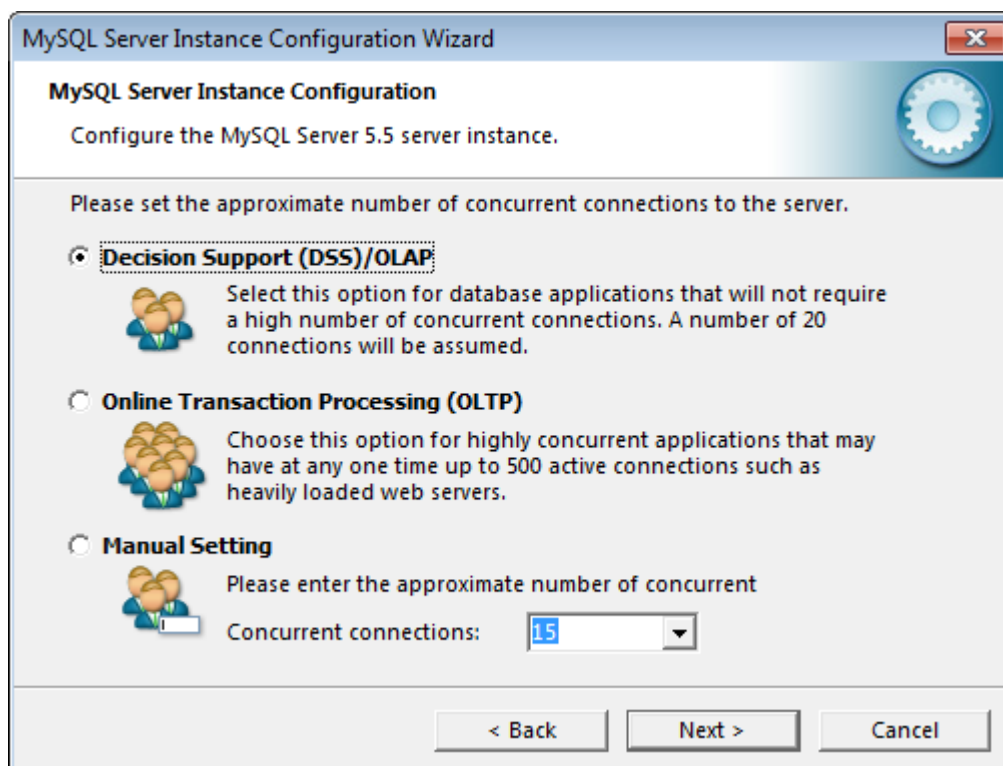 MySQL Server Instance Configuration Wizard
MySQL Server Instance Configuration
Configure the MySQL Server 5.5 server instance.
Please set the approximate number of concurrent connections to the server.
Decision Support (DSS)/OLAP
Select this option for database applications that will not require
a high number of concurrent connections. A number of 20
connections will be assumed.
Online Transaction Processing (OLTP)
Choose this option for highly concurrent applications that may
have at any one time up to 500 active connections such as
heavily loaded web servers.
Manual Setting
Please enter the approximate number of concurrent
Concurrent connections: 15
< Back Next > Cancel